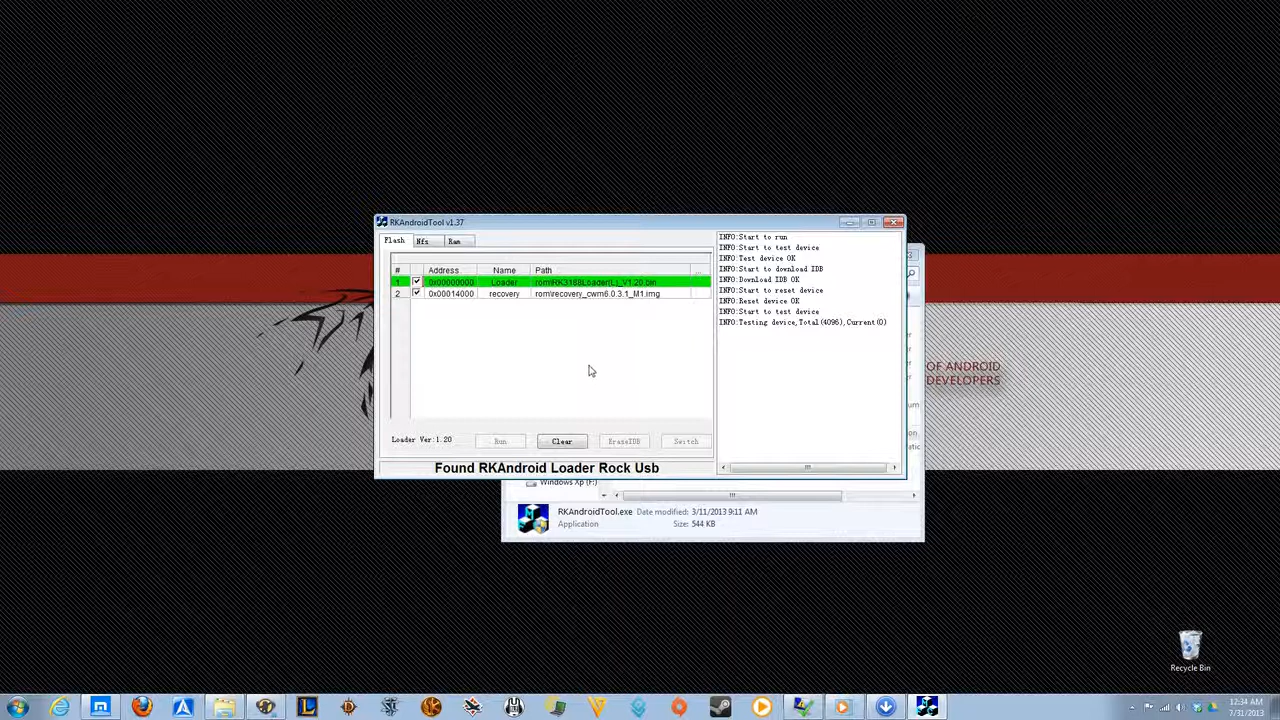 RKAndroidTool v1.37
Flash Nfs Ram
# Address Name Path ...
1 0x00000000 Loader rom\RK3188Loader(L)_V1.20.bin
2 0x00014000 recovery rom\recovery_cwm6.0.3.1_M1.img
Loader Ver:1.20 Run Clear EraseIDB Switch
Found RKAndroid Loader Rock Usb
INFO:Start to run
INFO:Start to test device
INFO:Test device OK
INFO:Start to download IDB
INFO:Download IDB OK
INFO:Start to reset device
INFO:Reset device OK
INFO:Start to test device
INFO:Testing device,Total(4096),Current(0)
OF ANDROID
DEVELOPERS
Windows Xp (F:)
RKAndroidTool.exe Date modified: 3/11/2013 9:11 AM
Application Size: 544 KB
Recycle Bin
12:34 AM
7/31/2013